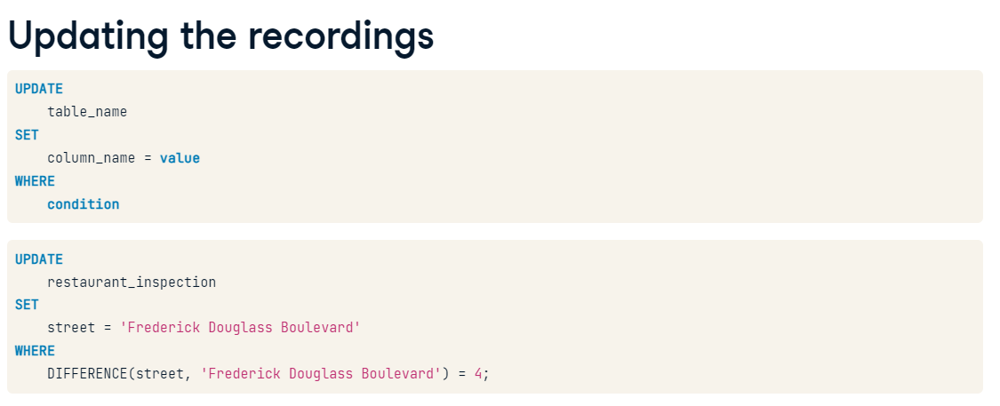 Updating the recordings
UPDATE
    table_name
SET
    column_name = value
WHERE
    condition
UPDATE
    restaurant_inspection
SET
    street = 'Frederick Douglass Boulevard'
WHERE
    DIFFERENCE(street, 'Frederick Douglass Boulevard') = 4;